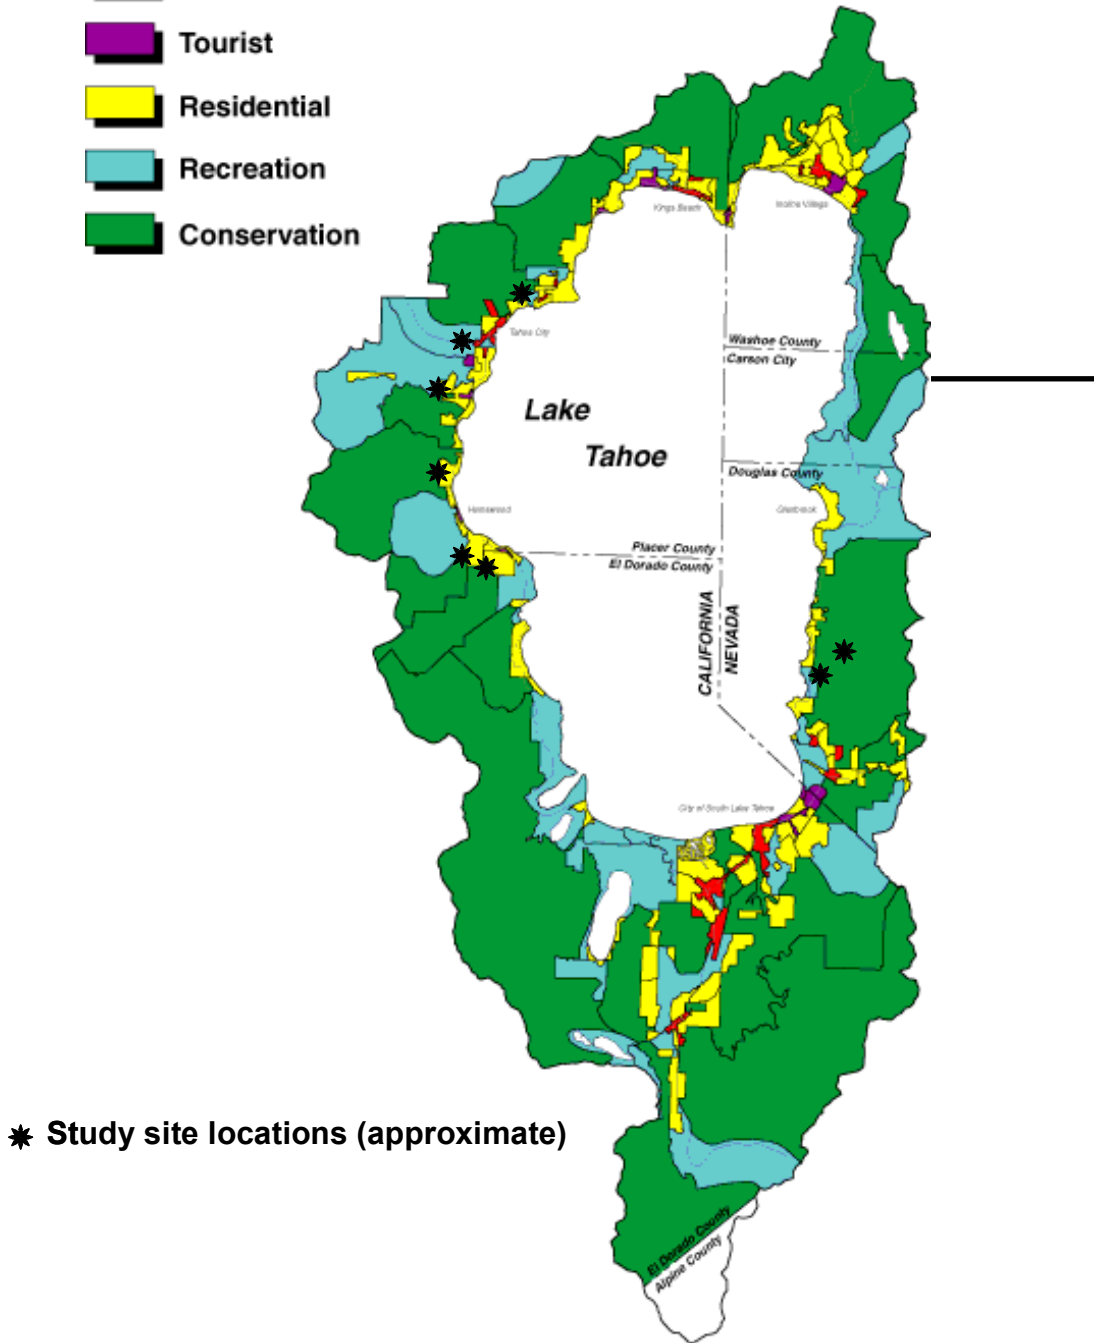 Tourist
Residential
Recreation
Conservation
Kings Beach
Incline Village
Tahoe City
Washoe County
Carson City
Lake
Tahoe
Douglas County
Glenbrook
Homewood
Placer County
El Dorado County
CALIFORNIA
NEVADA
City of South Lake Tahoe
Study site locations (approximate)
El Dorado County
Alpine County